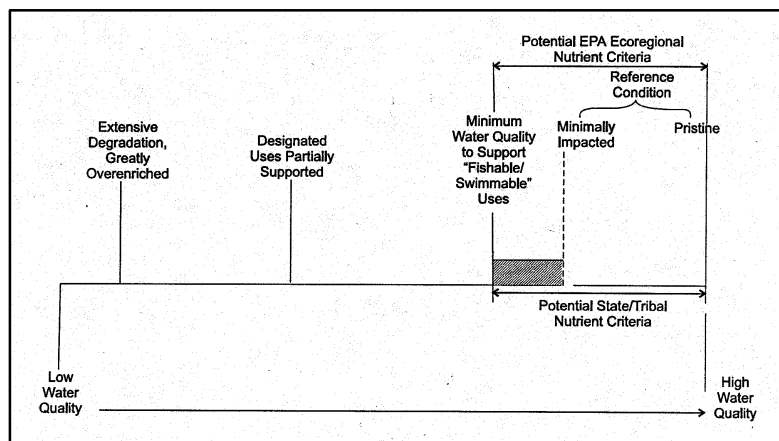 Potential EPA Ecoregional
Nutrient Criteria
Reference
Condition
Extensive
Degradation,
Greatly
Overenriched
Designated
Uses Partially
Supported
Minimum
Water Quality
to Support
"Fishable/
Swimmable"
Uses
Minimally
Impacted
Pristine
Potential State/Tribal
Nutrient Criteria
Low
Water
Quality
High
Water
Quality